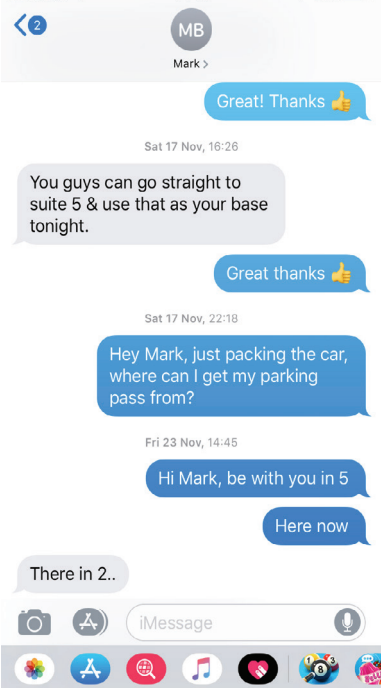 2
MB
Mark >
Great! Thanks 👍
Sat 17 Nov, 16:26
You guys can go straight to
suite 5 & use that as your base
tonight.
Great thanks 👍
Sat 17 Nov, 22:18
Hey Mark, just packing the car,
where can I get my parking
pass from?
Fri 23 Nov, 14:45
Hi Mark, be with you in 5
Here now
There in 2..
iMessage
1 8 3